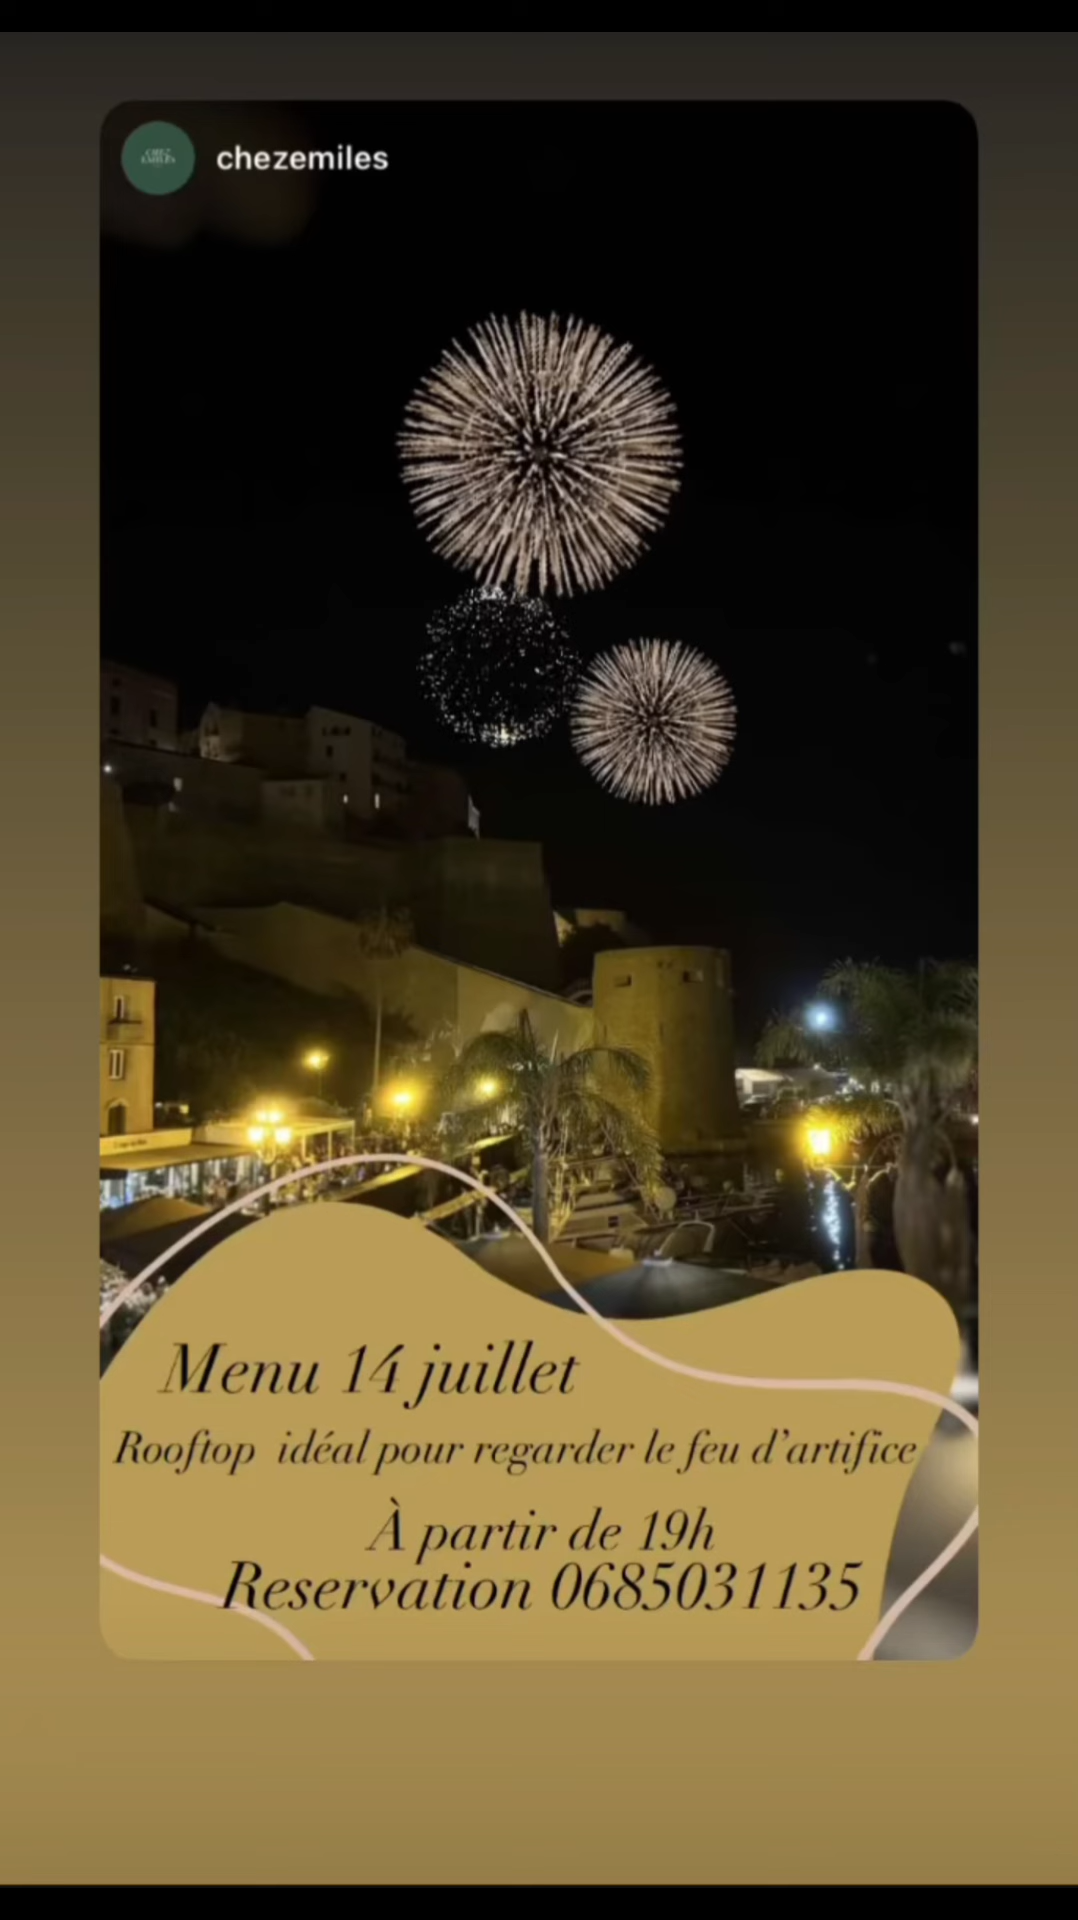 chezemiles
Menu 14 juillet
Rooftop idéal pour regarder le feu d’artifice
À partir de 19h
Reservation 0685031135